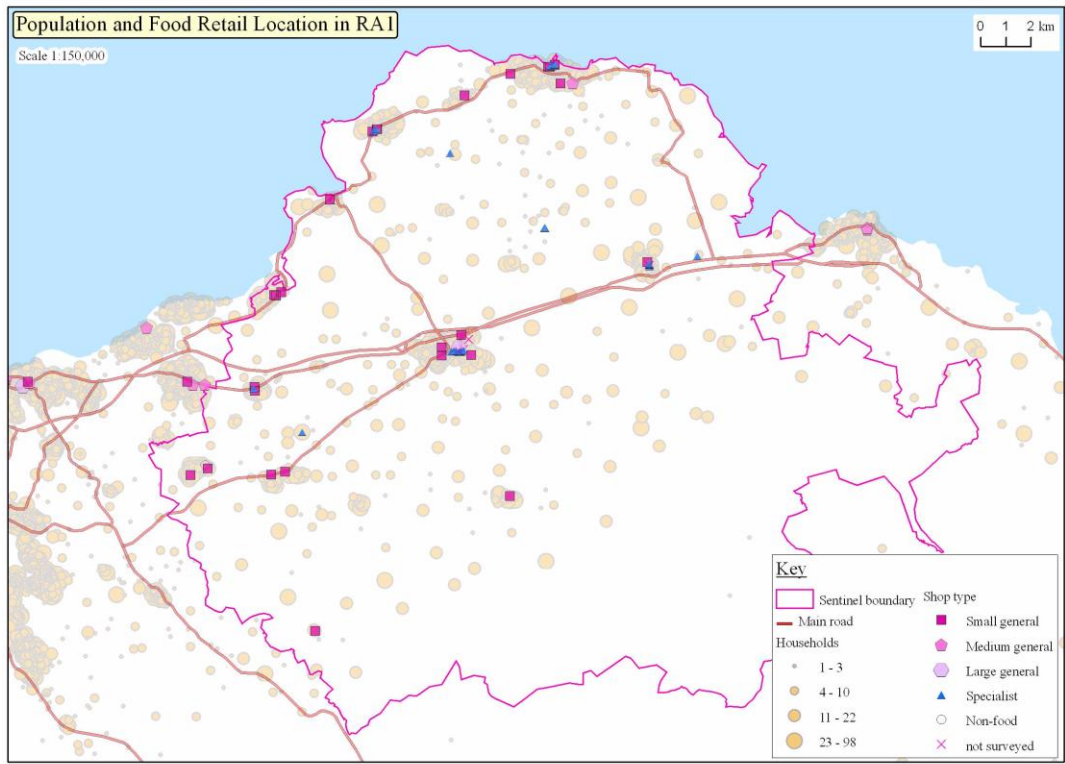 Population and Food Retail Location in RA1
Scale 1:150,000
0 1 2 km
Key
Sentinel boundary
Main road
Households
1 - 3
4 - 10
11 - 22
23 - 98
Shop type
Small general
Medium general
Large general
Specialist
Non-food
not surveyed